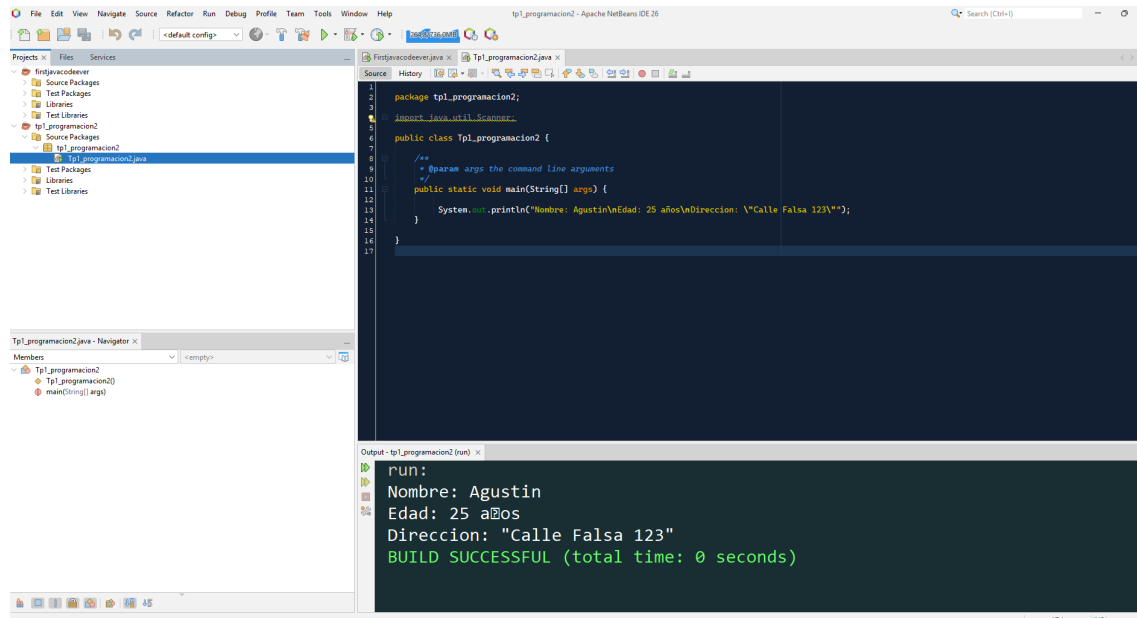 File Edit View Navigate Source Refactor Run Debug Profile Team Tools Window Help
tp1_programacion2 - Apache NetBeans IDE 26
Search (Ctrl+I)
<default config>
Projects Files Services
firstjavacodeever
Source Packages
Test Packages
Libraries
Test Libraries
tp1_programacion2
Source Packages
tp1_programacion2
Tp1_programacion2.java
Test Packages
Libraries
Test Libraries
Firstjavacodeever.java Tp1_programacion2.java
Source History
1
2 package tp1_programacion2;
3
import java.util.Scanner;
5
6 public class Tp1_programacion2 {
7
8 /**
9 * @param args the command line arguments
10 */
11 public static void main(String[] args) {
12
13 System.out.println("Nombre: Agustin\nEdad: 25 años\nDireccion: \"Calle Falsa 123\"");
14 }
15
16 }
17
Tp1_programacion2.java - Navigator
Members <empty>
Tp1_programacion2
Tp1_programacion2()
main(String[] args)
Output - tp1_programacion2 (run)
run:
Nombre: Agustin
Edad: 25 a�os
Direccion: "Calle Falsa 123"
BUILD SUCCESSFUL (total time: 0 seconds)